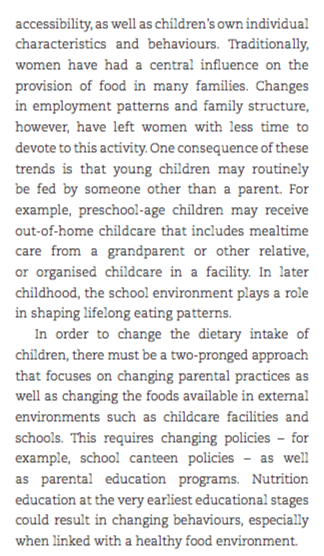 accessibility, as well as children’s own individual
characteristics and behaviours. Traditionally,
women have had a central influence on the
provision of food in many families. Changes
in employment patterns and family structure,
however, have left women with less time to
devote to this activity. One consequence of these
trends is that young children may routinely
be fed by someone other than a parent. For
example, preschool-age children may receive
out-of-home childcare that includes mealtime
care from a grandparent or other relative,
or organised childcare in a facility. In later
childhood, the school environment plays a role
in shaping lifelong eating patterns.
In order to change the dietary intake of
children, there must be a two-pronged approach
that focuses on changing parental practices as
well as changing the foods available in external
environments such as childcare facilities and
schools. This requires changing policies – for
example, school canteen policies – as well
as parental education programs. Nutrition
education at the very earliest educational stages
could result in changing behaviours, especially
when linked with a healthy food environment.